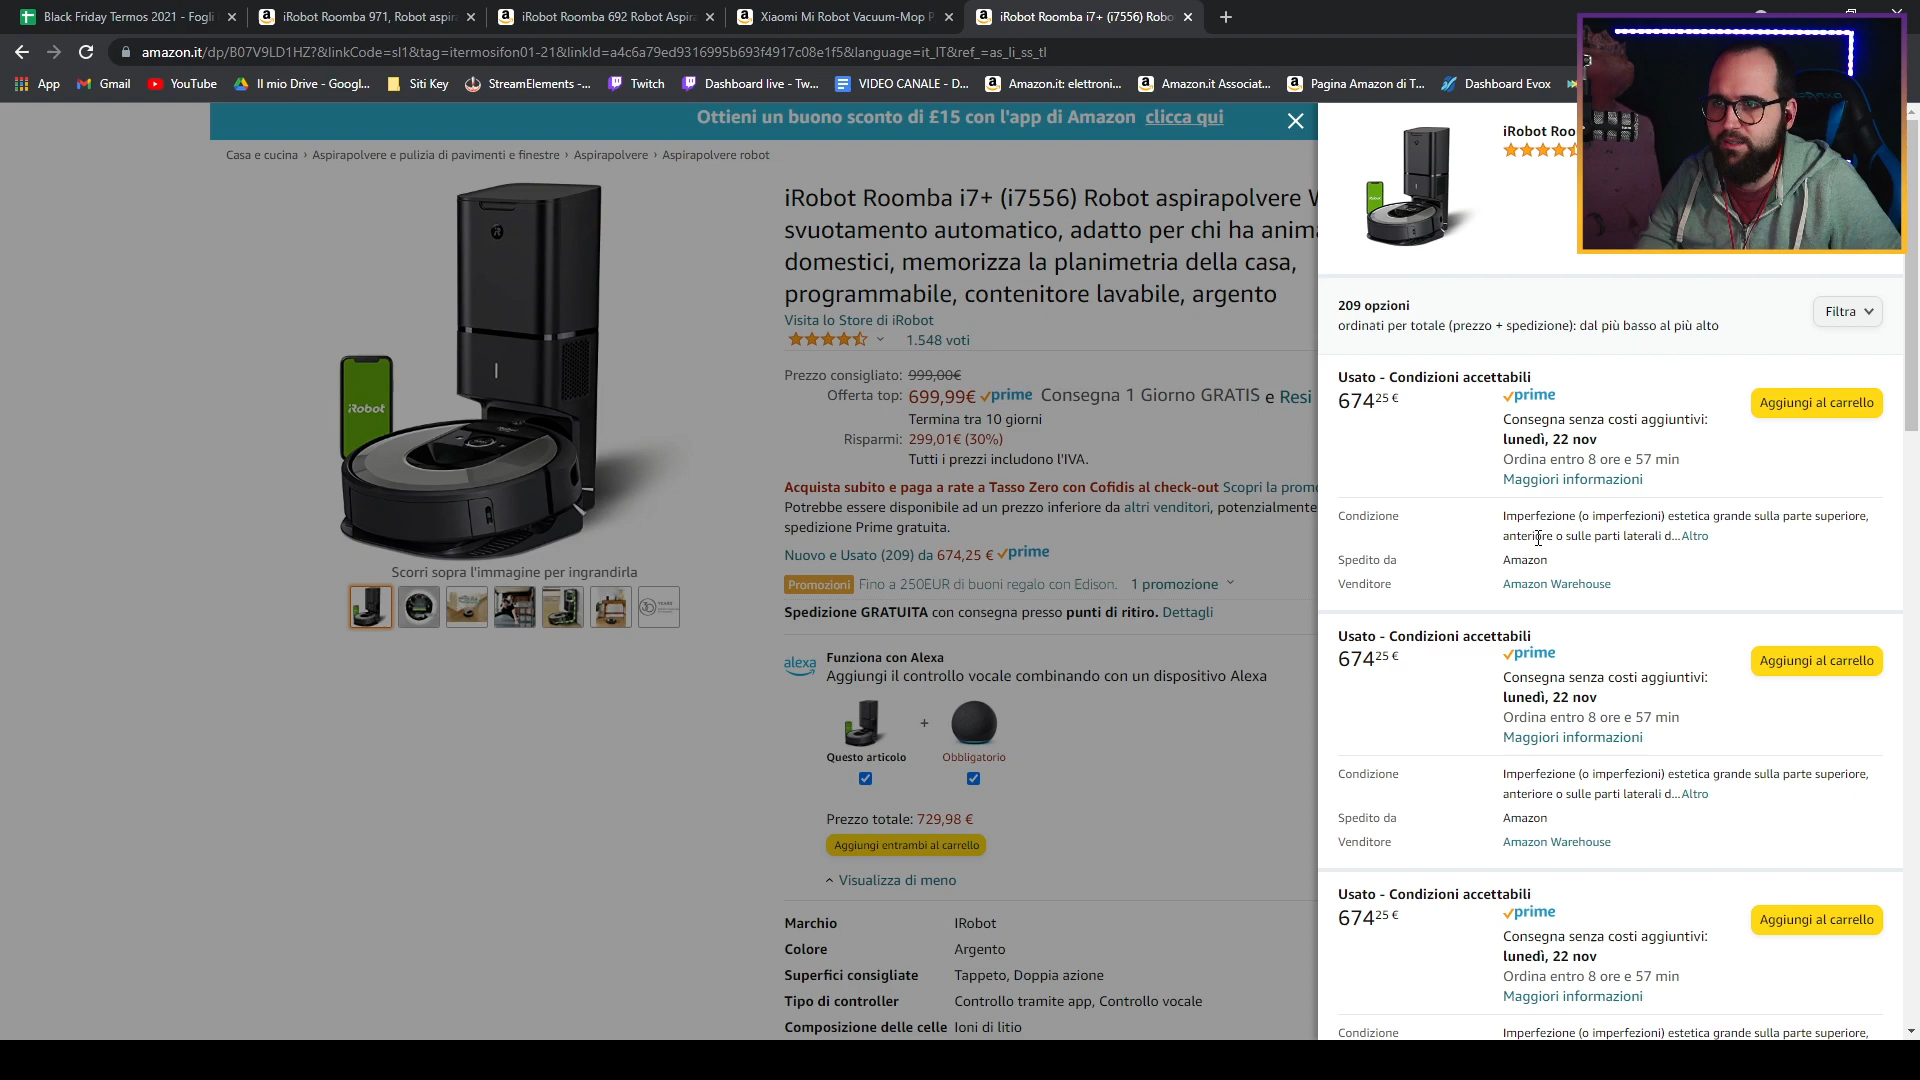 Black Friday Termos 2021 - Fogli
iRobot Roomba 971, Robot aspira
iRobot Roomba 692 Robot Aspira
Xiaomi Mi Robot Vacuum-Mop P
iRobot Roomba i7+ (i7556) Robo
amazon.it/dp/B07V9LD1HZ?&linkCode=sl1&tag=itermosifon01-21&linkId=a4c6a79ed9316995b693f4917c08e1f5&language=it_IT&ref_=as_li_ss_tl
App
Gmail
YouTube
Il mio Drive - Googl...
Siti Key
StreamElements -...
Twitch
Dashboard live - Tw...
VIDEO CANALE - D...
Amazon.it: elettroni...
Amazon.it Associat...
Pagina Amazon di T...
Dashboard Evox
Ottieni un buono sconto di £15 con l'app di Amazon clicca qui
Casa e cucina › Aspirapolvere e pulizia di pavimenti e finestre › Aspirapolvere › Aspirapolvere robot
iRobot
Scorri sopra l'immagine per ingrandirla
iRobot Roomba i7+ (i7556) Robot aspirapolvere
svuotamento automatico, adatto per chi ha anim
domestici, memorizza la planimetria della casa,
programmabile, contenitore lavabile, argento
Visita lo Store di iRobot
1.548 voti
Prezzo consigliato: 999,00€
Offerta top: 699,99€ prime Consegna 1 Giorno GRATIS e Resi
Termina tra 10 giorni
Risparmi: 299,01€ (30%)
Tutti i prezzi includono l'IVA.
Acquista subito e paga a rate a Tasso Zero con Cofidis al check-out Scopri la prom
Potrebbe essere disponibile ad un prezzo inferiore da altri venditori, potenzialmente
spedizione Prime gratuita.
Nuovo e Usato (209) da 674,25 € prime
Promozioni Fino a 250EUR di buoni regalo con Edison. 1 promozione
Spedizione GRATUITA con consegna presso punti di ritiro. Dettagli
alexa
Funziona con Alexa
Aggiungi il controllo vocale combinando con un dispositivo Alexa
+
Questo articolo
Obbligatorio
Prezzo totale: 729,98 €
Aggiungi entrambi al carrello
Visualizza di meno
Marchio IRobot
Colore Argento
Superfici consigliate Tappeto, Doppia azione
Tipo di controller Controllo tramite app, Controllo vocale
Composizione delle celle Ioni di litio
iRobot Roo
209 opzioni
ordinati per totale (prezzo + spedizione): dal più basso al più alto
Filtra
Usato - Condizioni accettabili
674 25 €
prime
Consegna senza costi aggiuntivi:
lunedì, 22 nov
Ordina entro 8 ore e 57 min
Maggiori informazioni
Aggiungi al carrello
Condizione Imperfezione (o imperfezioni) estetica grande sulla parte superiore,
anteriore o sulle parti laterali d... Altro
Spedito da Amazon
Venditore Amazon Warehouse
Usato - Condizioni accettabili
674 25 €
prime
Consegna senza costi aggiuntivi:
lunedì, 22 nov
Ordina entro 8 ore e 57 min
Maggiori informazioni
Aggiungi al carrello
Condizione Imperfezione (o imperfezioni) estetica grande sulla parte superiore,
anteriore o sulle parti laterali d... Altro
Spedito da Amazon
Venditore Amazon Warehouse
Usato - Condizioni accettabili
674 25 €
prime
Consegna senza costi aggiuntivi:
lunedì, 22 nov
Ordina entro 8 ore e 57 min
Maggiori informazioni
Aggiungi al carrello
Condizione Imperfezione (o imperfezioni) estetica grande sulla parte superiore,